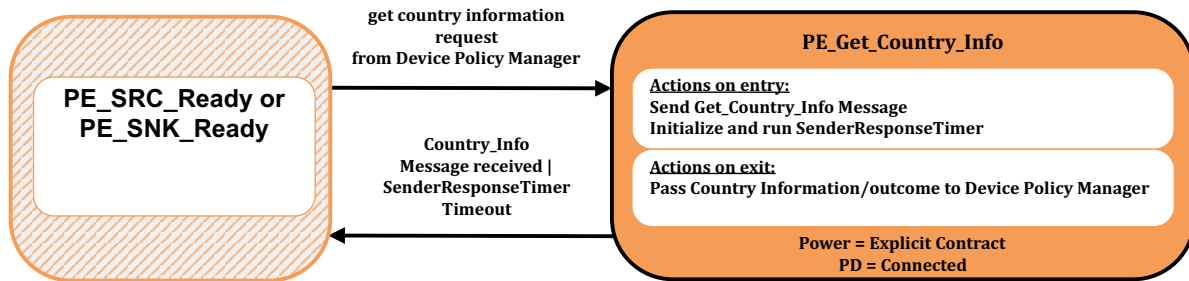 PE_SRC_Ready or
PE_SNK_Ready
get country information
request
from Device Policy Manager
Country_Info
Message received |
SenderResponseTimer
Timeout
PE_Get_Country_Info
Actions on entry:
Send Get_Country_Info Message
Initialize and run SenderResponseTimer
Actions on exit:
Pass Country Information/outcome to Device Policy Manager
Power = Explicit Contract
PD = Connected